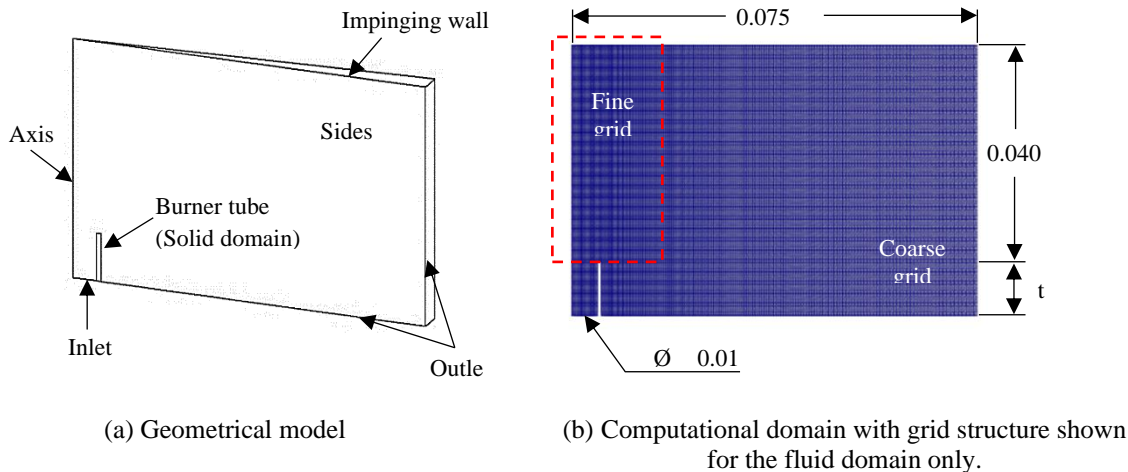 Impinging wall
Sides
Axis
Burner tube
(Solid domain)
Inlet
Outle
(a) Geometrical model
0.075
Fine
grid
0.040
Coarse
grid
t
Ø 0.01
(b) Computational domain with grid structure shown
for the fluid domain only.